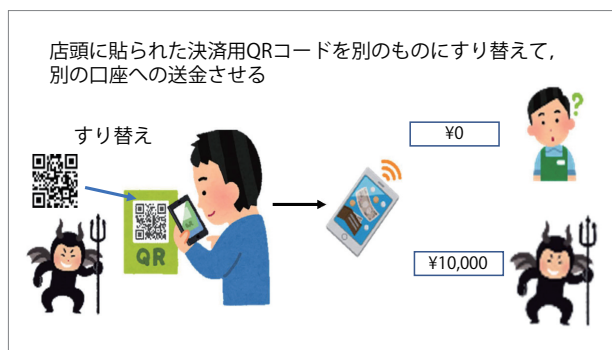 店頭に貼られた決済用QRコードを別のものにすり替えて,
別の口座への送金させる
すり替え
¥0
QR
¥10,000